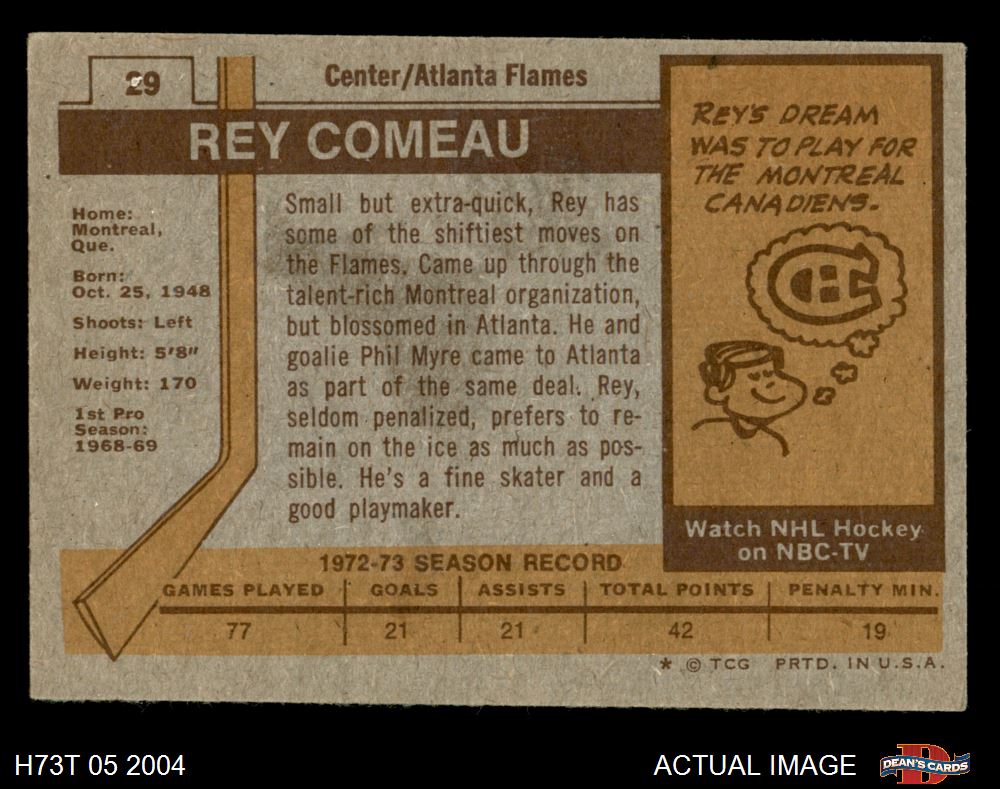 29
Center/Atlanta Flames
REY COMEAU
Home:
Montreal,
Que.
Born:
Oct. 25, 1948
Shoots: Left
Height: 5'8"
Weight: 170
1st Pro
Season:
1968-69
Small but extra-quick, Rey has
some of the shiftiest moves on
the Flames. Came up through the
talent-rich Montreal organization,
but blossomed in Atlanta. He and
goalie Phil Myre came to Atlanta
as part of the same deal. Rey,
seldom penalized, prefers to re-
main on the ice as much as pos-
sible. He's a fine skater and a
good playmaker.
REY'S DREAM
WAS TO PLAY FOR
THE MONTREAL
CANADIENS.
CH
Watch NHL Hockey
on NBC-TV
1972-73 SEASON RECORD
GAMES PLAYED GOALS ASSISTS TOTAL POINTS PENALTY MIN.
77 21 21 42 19
* © TCG PRTD. IN U.S.A.
H73T 05 2004
ACTUAL IMAGE
DEAN'S CARDS